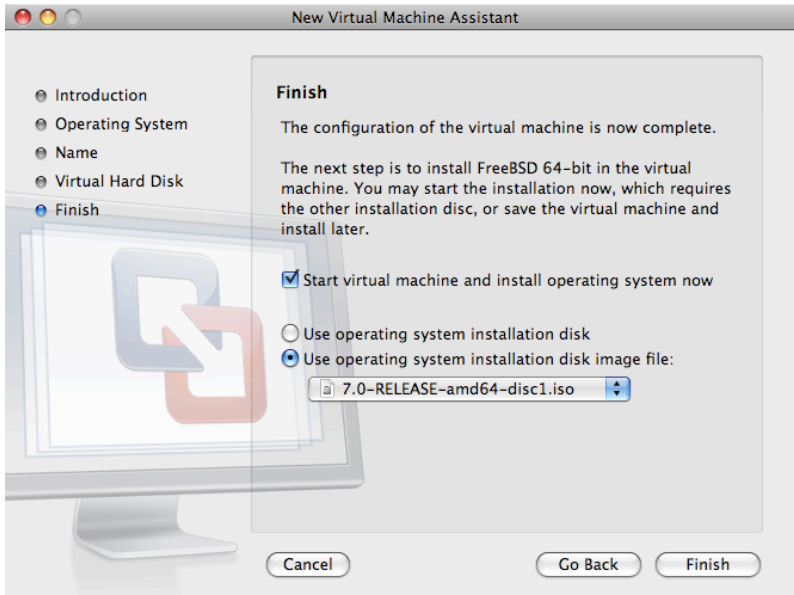 New Virtual Machine Assistant
Introduction
Operating System
Name
Virtual Hard Disk
Finish
Finish
The configuration of the virtual machine is now complete.
The next step is to install FreeBSD 64-bit in the virtual
machine. You may start the installation now, which requires
the other installation disc, or save the virtual machine and
install later.
Start virtual machine and install operating system now
Use operating system installation disk
Use operating system installation disk image file:
7.0-RELEASE-amd64-disc1.iso
Cancel
Go Back
Finish